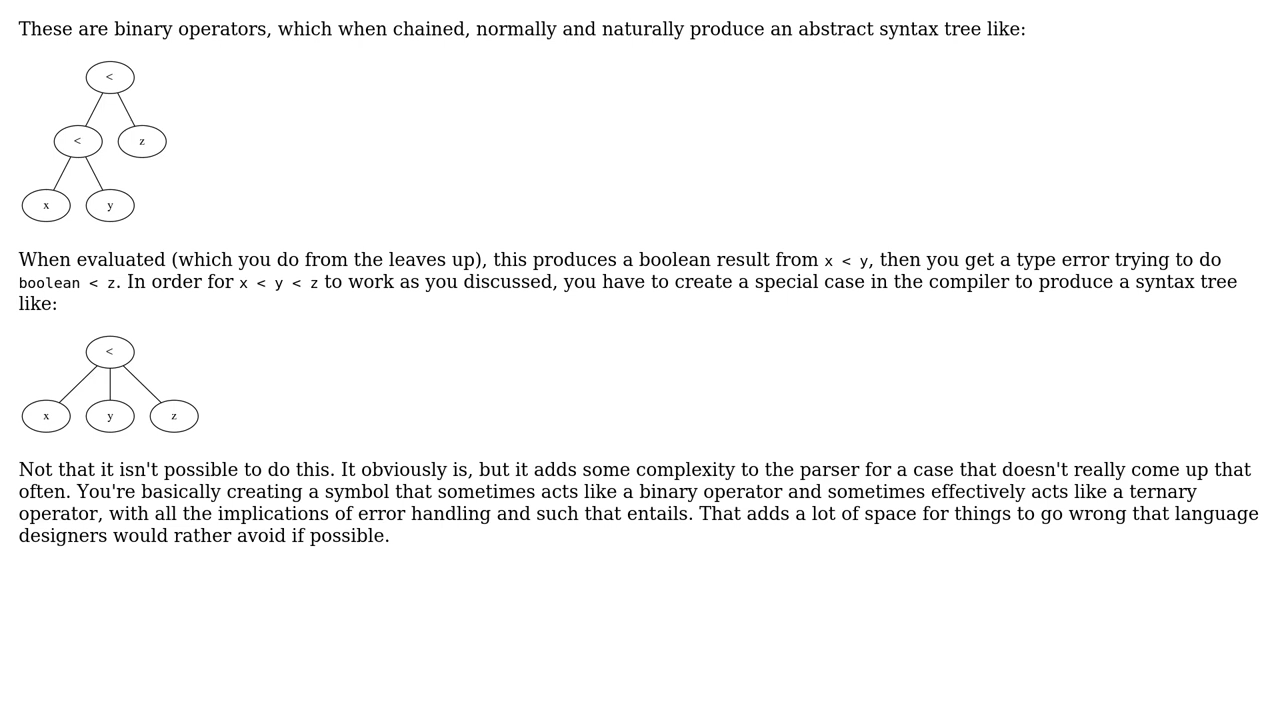 These are binary operators, which when chained, normally and naturally produce an abstract syntax tree like:
<
< z
x y
When evaluated (which you do from the leaves up), this produces a boolean result from x < y, then you get a type error trying to do
boolean < z. In order for x < y < z to work as you discussed, you have to create a special case in the compiler to produce a syntax tree
like:
<
x y z
Not that it isn't possible to do this. It obviously is, but it adds some complexity to the parser for a case that doesn't really come up that
often. You're basically creating a symbol that sometimes acts like a binary operator and sometimes effectively acts like a ternary
operator, with all the implications of error handling and such that entails. That adds a lot of space for things to go wrong that language
designers would rather avoid if possible.